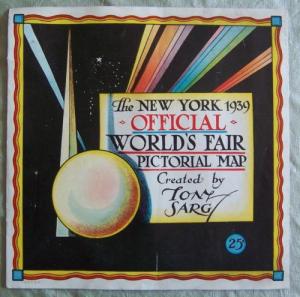 The NEW YORK 1939
OFFICIAL
WORLD'S FAIR
PICTORIAL MAP
Created by
TONY
SARG
25¢